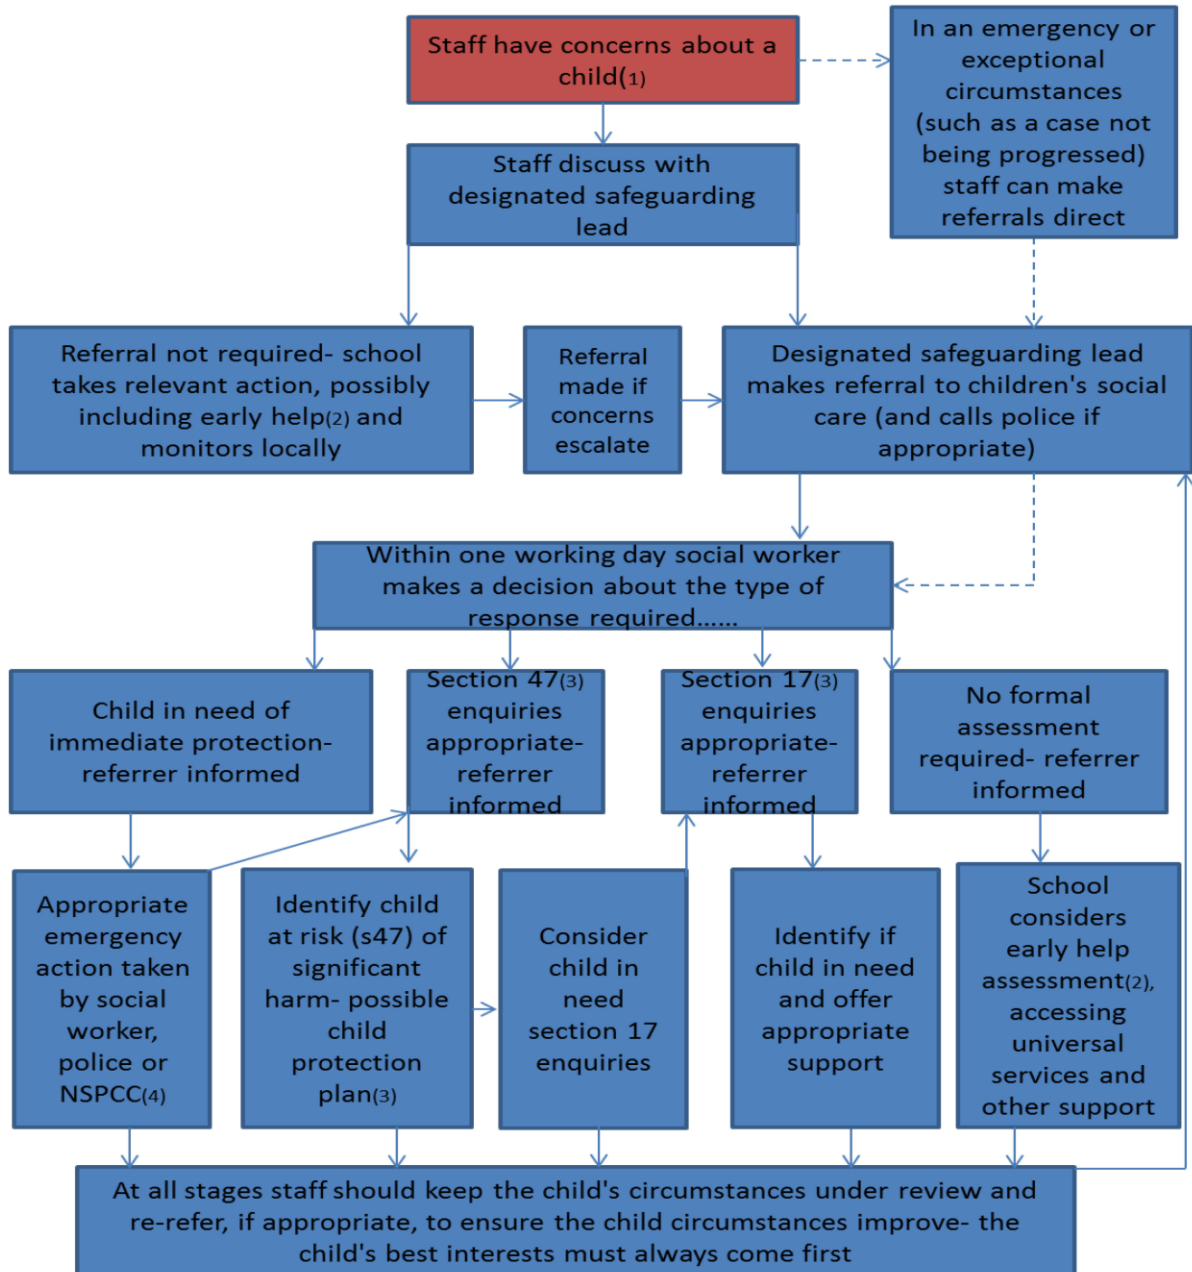 Staff have concerns about a
child(1)
In an emergency or
exceptional
circumstances
(such as a case not
being progressed)
staff can make
referrals direct
Staff discuss with
designated safeguarding
lead
Referral not required- school
takes relevant action, possibly
including early help(2) and
monitors locally
Referral
made if
concerns
escalate
Designated safeguarding lead
makes referral to children's social
care (and calls police if
appropriate)
Within one working day social worker
makes a decision about the type of
response required......
Child in need of
immediate protection-
referrer informed
Section 47(3)
enquiries
appropriate-
referrer
informed
Section 17(3)
enquiries
appropriate-
referrer
informed
No formal
assessment
required- referrer
informed
Appropriate
emergency
action taken
by social
worker,
police or
NSPCC(4)
Identify child
at risk (s47) of
significant
harm- possible
child
protection
plan(3)
Consider
child in
need
section 17
enquiries
Identify if
child in need
and offer
appropriate
support
School
considers
early help
assessment(2),
accessing
universal
services and
other support
At all stages staff should keep the child's circumstances under review and
re-refer, if appropriate, to ensure the child circumstances improve- the
child's best interests must always come first